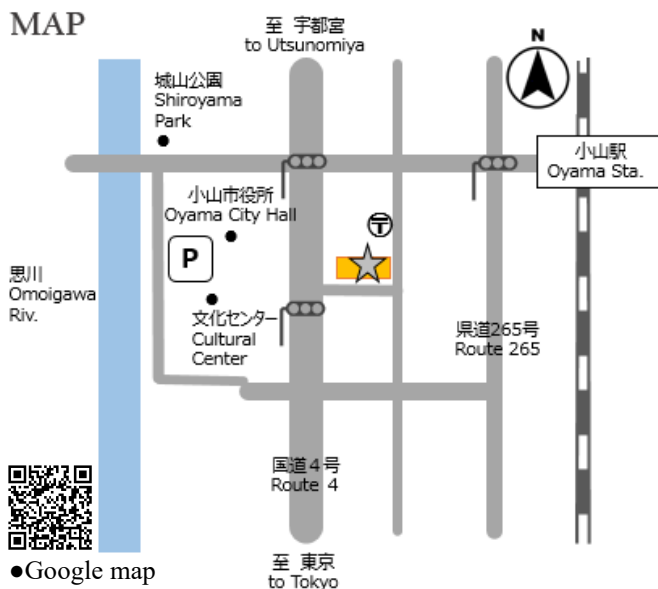 MAP
至 宇都宮
to Utsunomiya
N
城山公園
Shiroyama
Park
小山駅
Oyama Sta.
小山市役所
Oyama City Hall
〒
P
思川
Omoigawa
Riv.
文化センター
Cultural
Center
県道265号
Route 265
国道4号
Route 4
●Google map
至 東京
to Tokyo